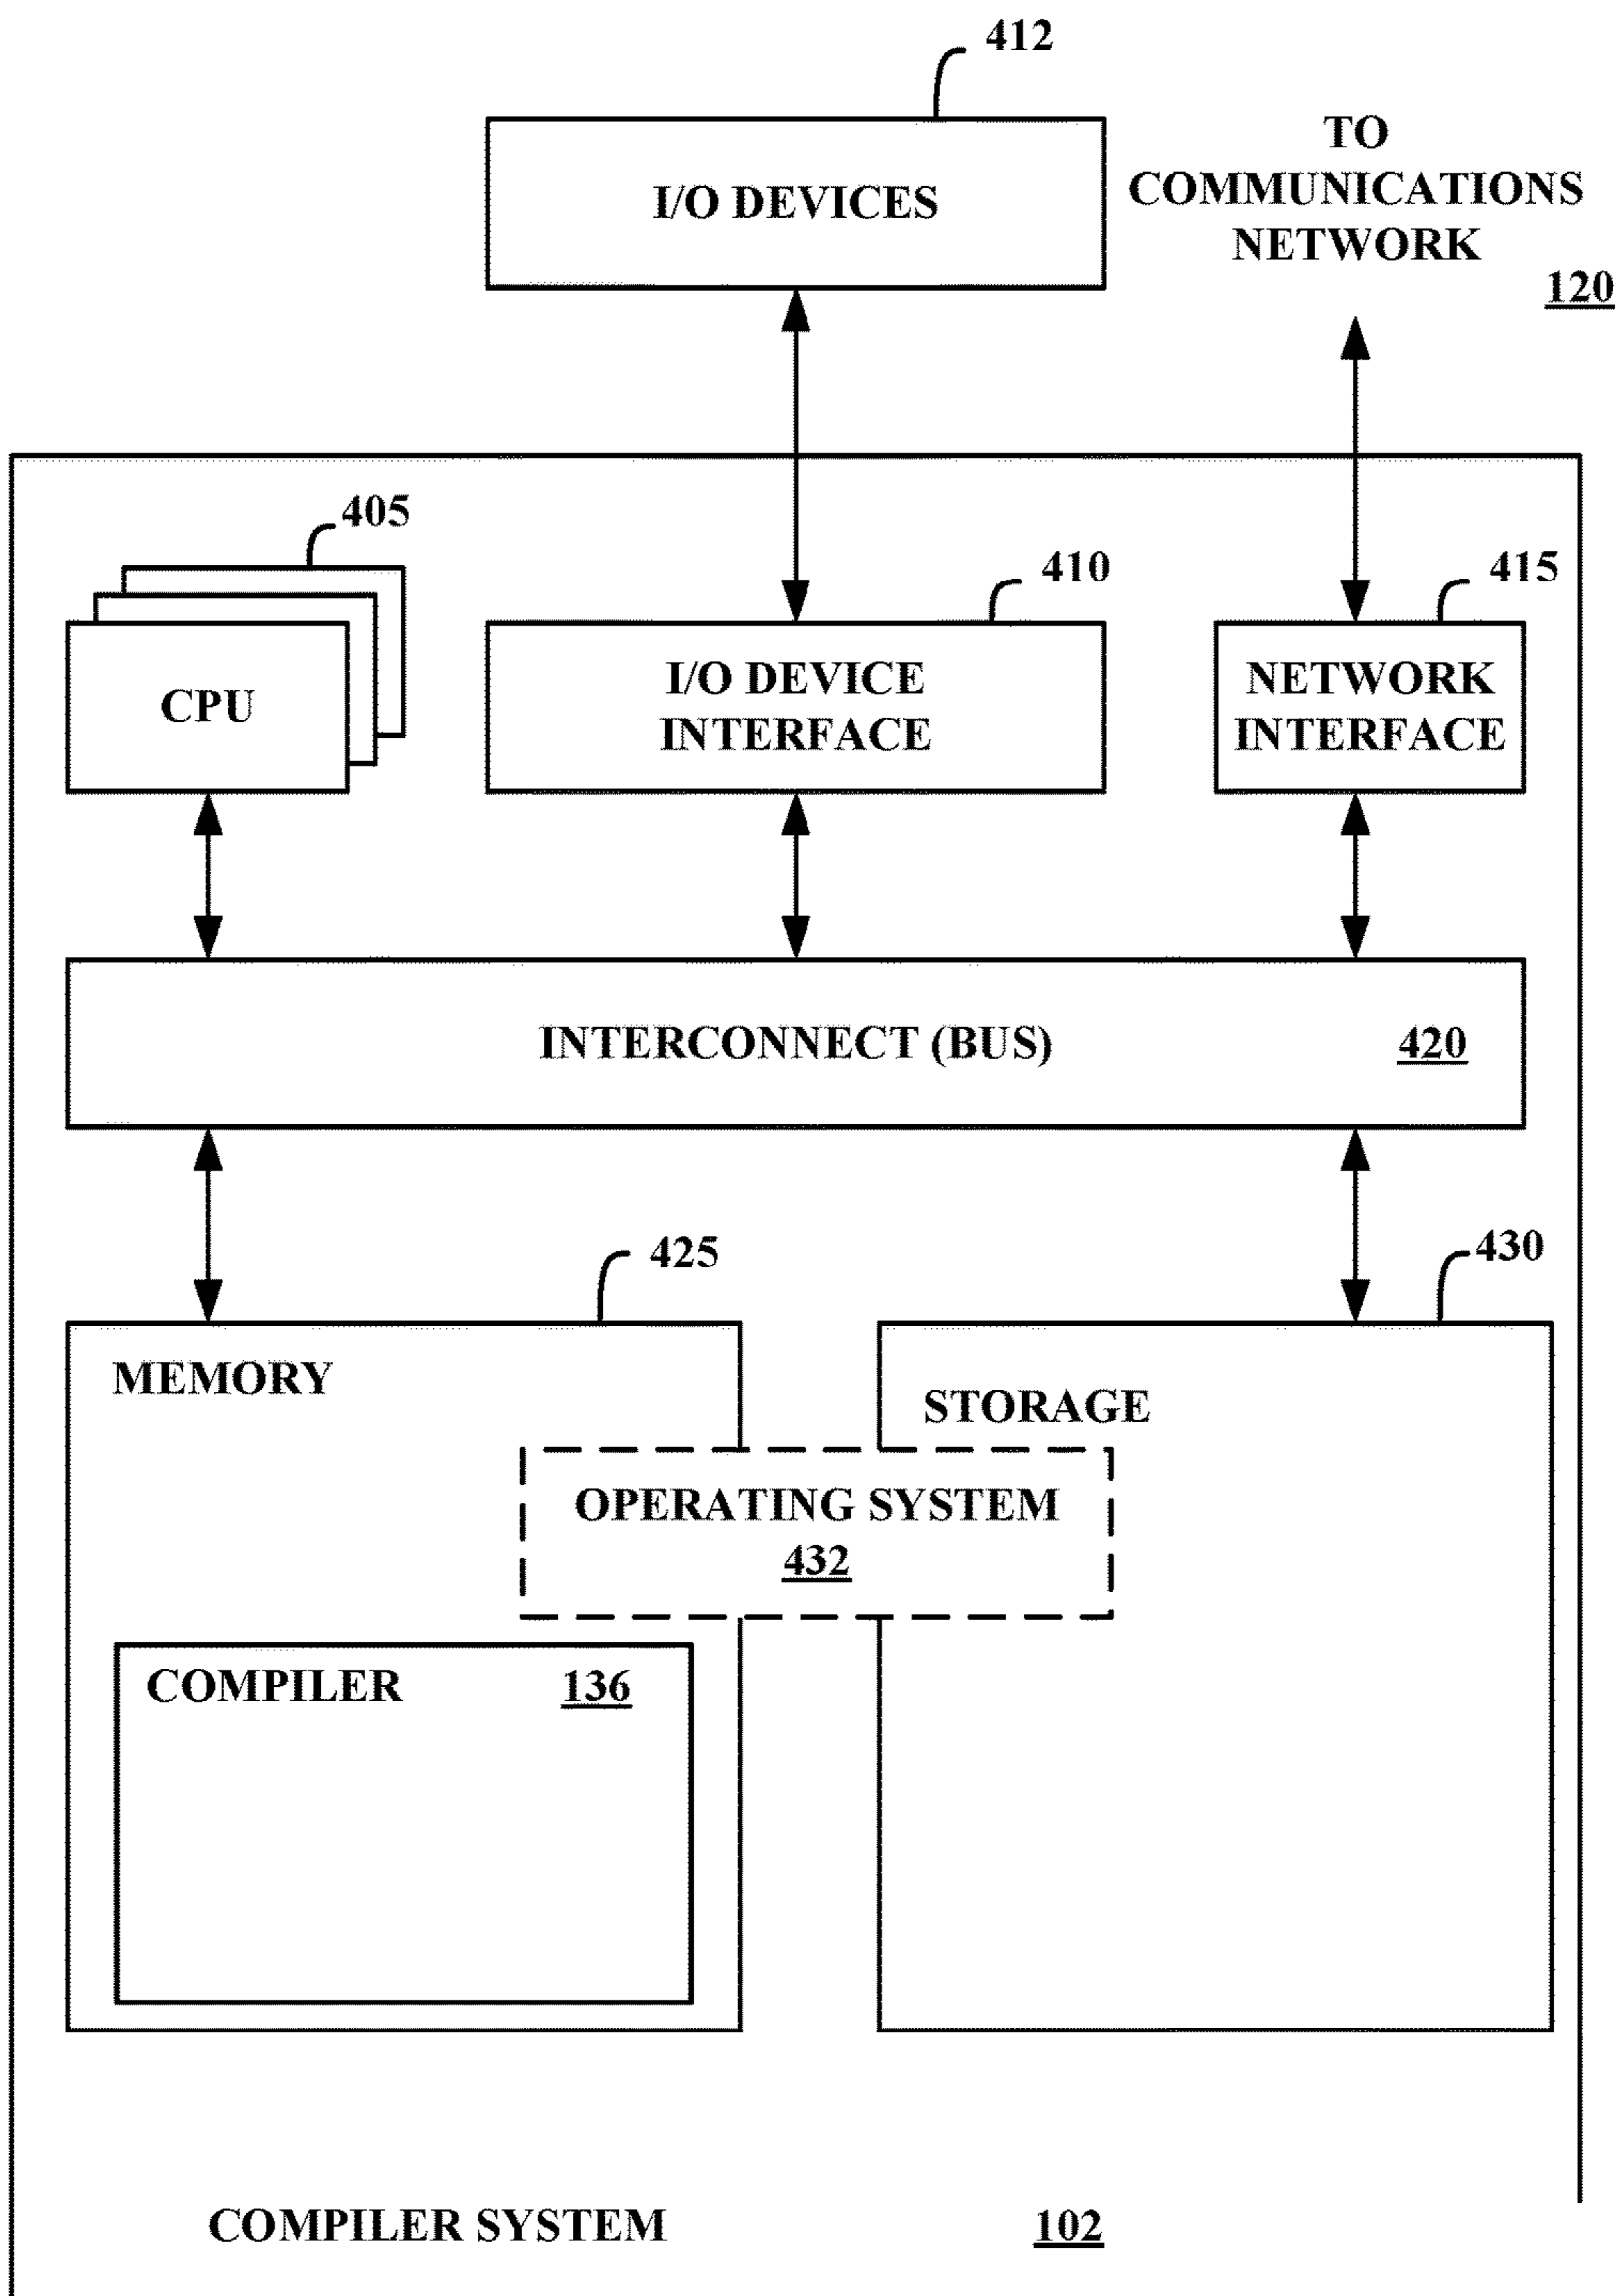 412
I/O DEVICES
TO
COMMUNICATIONS
NETWORK
120
405
410
415
CPU
I/O DEVICE
INTERFACE
NETWORK
INTERFACE
INTERCONNECT (BUS) 420
425
430
MEMORY
STORAGE
OPERATING SYSTEM
432
COMPILER 136
COMPILER SYSTEM 102